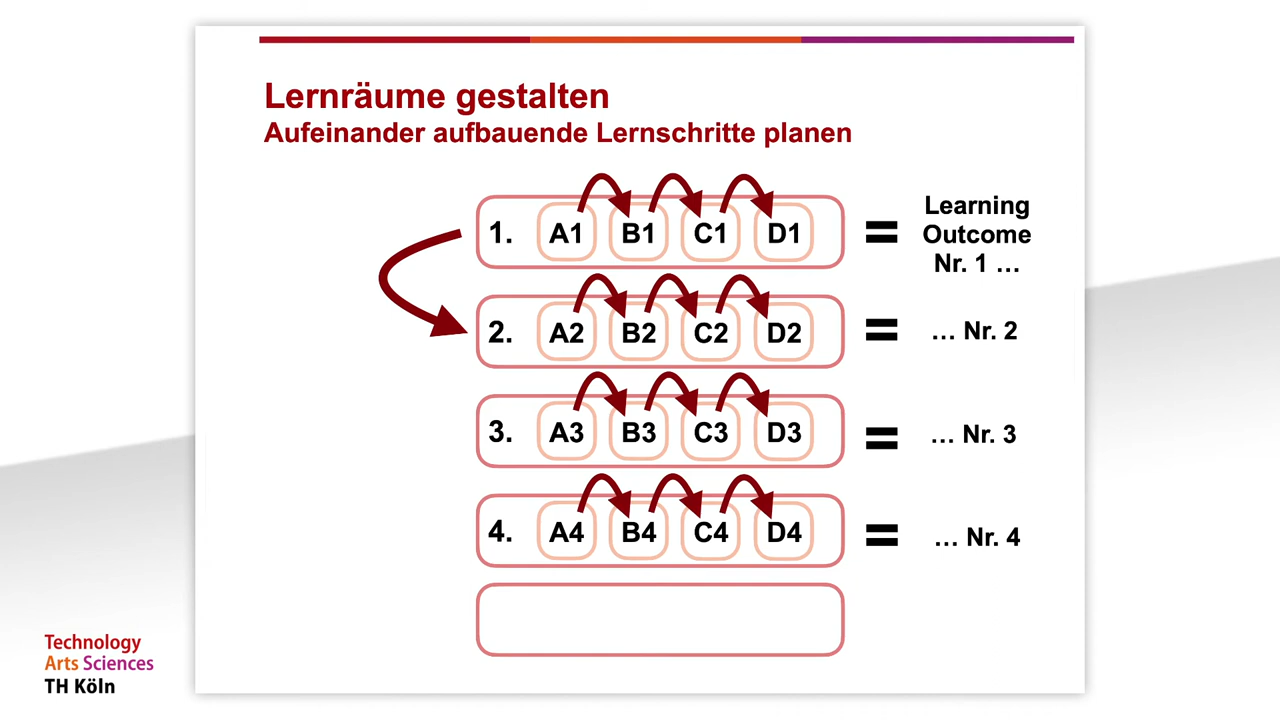 Lernräume gestalten
Aufeinander aufbauende Lernschritte planen
1. A1 B1 C1 D1 = Learning
Outcome
Nr. 1 …
2. A2 B2 C2 D2 = … Nr. 2
3. A3 B3 C3 D3 = … Nr. 3
4. A4 B4 C4 D4 = … Nr. 4
Technology
Arts Sciences
TH Köln